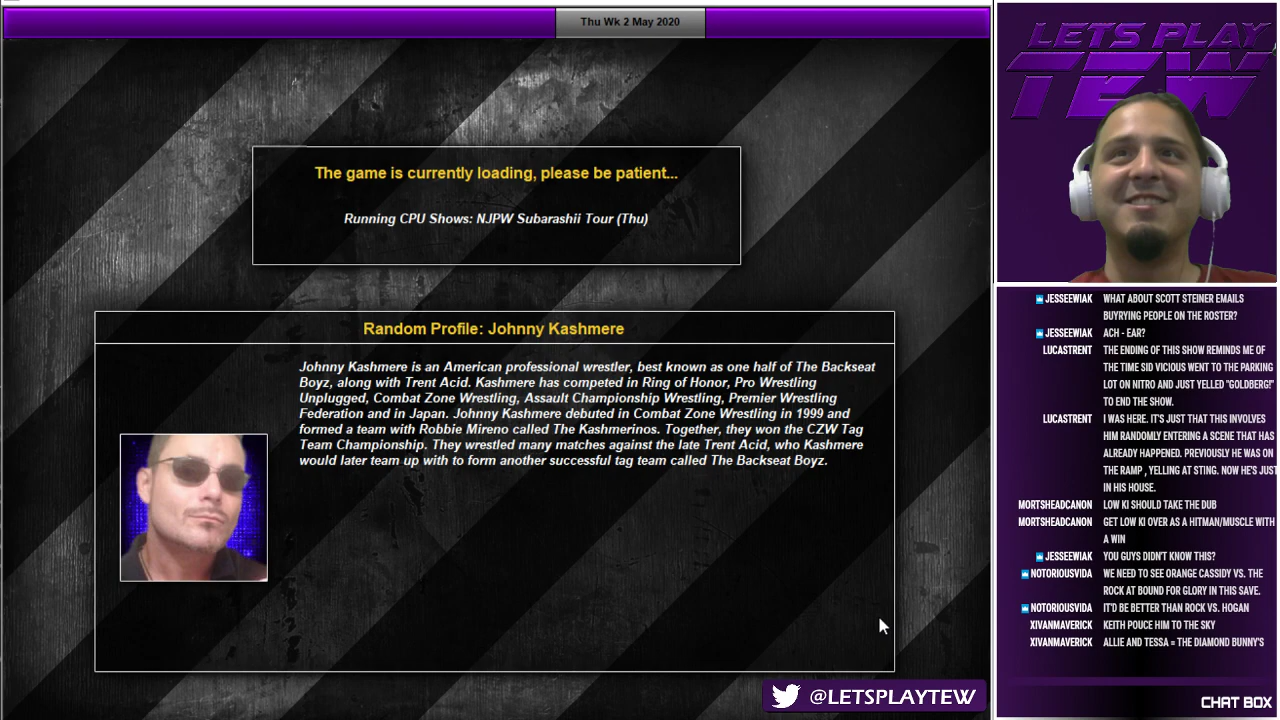 Thu Wk 2 May 2020
The game is currently loading, please be patient...
Running CPU Shows: NJPW Subarashii Tour (Thu)
Random Profile: Johnny Kashmere
Johnny Kashmere is an American professional wrestler, best known as one half of The Backseat
Boyz, along with Trent Acid. Kashmere has competed in Ring of Honor, Pro Wrestling
Unplugged, Combat Zone Wrestling, Assault Championship Wrestling, Premier Wrestling
Federation and in Japan. Johnny Kashmere debuted in Combat Zone Wrestling in 1999 and
formed a team with Robbie Mireno called The Kashmerinos. Together, they won the CZW Tag
Team Championship. They wrestled many matches against the late Trent Acid, who Kashmere
would later team up with to form another successful tag team called The Backseat Boyz.
@LETSPLAYTEW
LETS PLAY
TEW
JESSEEWIAK WHAT ABOUT SCOTT STEINER EMAILS
BUYRYING PEOPLE ON THE ROSTER?
JESSEEWIAK ACH - EAR?
LUCASTRENT THE ENDING OF THIS SHOW REMINDS ME OF
THE TIME SID VICIOUS WENT TO THE PARKING
LOT ON NITRO AND JUST YELLED "GOLDBERG!"
TO END THE SHOW.
LUCASTRENT I WAS HERE. IT'S JUST THAT THIS INVOLVES
HIM RANDOMLY ENTERING A SCENE THAT HAS
ALREADY HAPPENED. PREVIOUSLY HE WAS ON
THE RAMP , YELLING AT STING. NOW HE'S JUST
IN HIS HOUSE.
MORTSHEADCANON LOW KI SHOULD TAKE THE DUB
MORTSHEADCANON GET LOW KI OVER AS A HITMAN/MUSCLE WITH
A WIN
JESSEEWIAK YOU GUYS DIDN'T KNOW THIS?
NOTORIOUSVIDA WE NEED TO SEE ORANGE CASSIDY VS. THE
ROCK AT BOUND FOR GLORY IN THIS SAVE.
NOTORIOUSVIDA IT'D BE BETTER THAN ROCK VS. HOGAN
XIVANMAVERICK KEITH POUCE HIM TO THE SKY
XIVANMAVERICK ALLIE AND TESSA = THE DIAMOND BUNNY'S
CHAT BOX